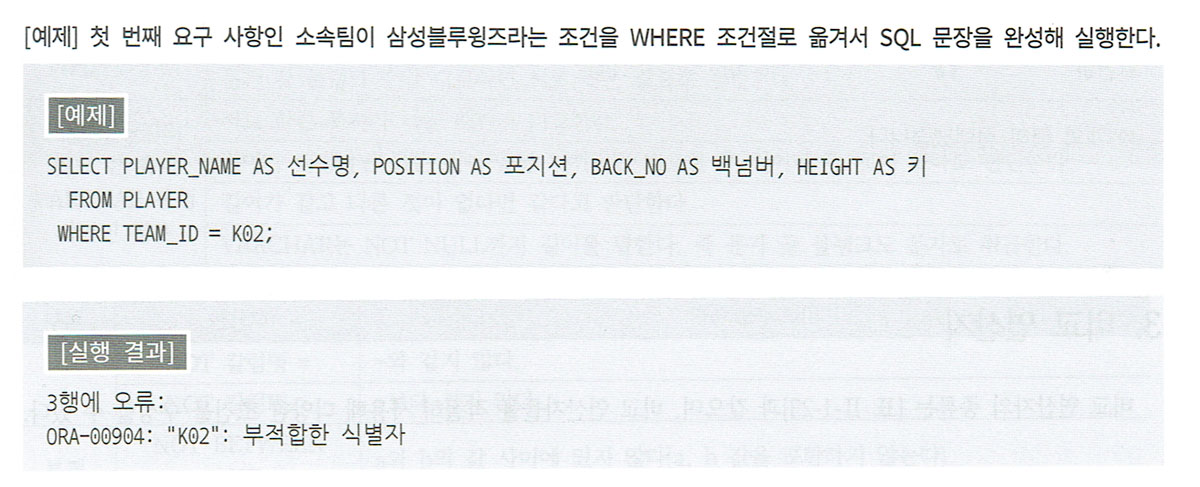 [예제] 첫 번째 요구 사항인 소속팀이 삼성블루윙즈라는 조건을 WHERE 조건절로 옮겨서 SQL 문장을 완성해 실행한다.
[예제]
SELECT PLAYER_NAME AS 선수명, POSITION AS 포지션, BACK_NO AS 백넘버, HEIGHT AS 키
FROM PLAYER
WHERE TEAM_ID = K02;
[실행 결과]
3행에 오류:
ORA-00904: "K02": 부적합한 식별자